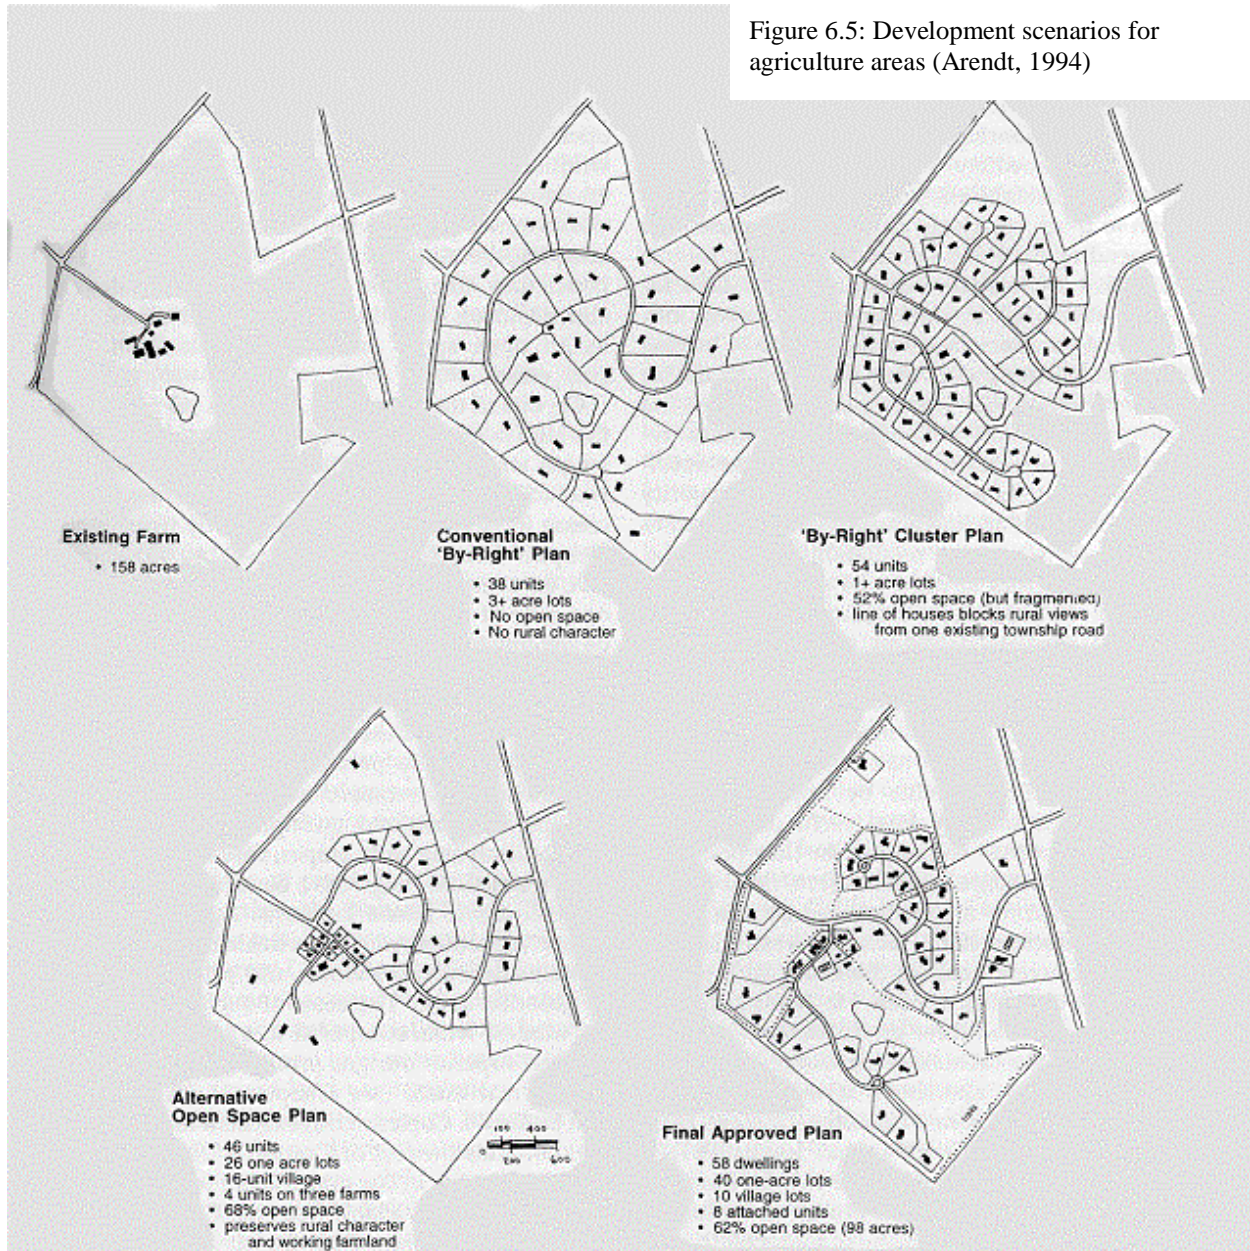 Figure 6.5: Development scenarios for
agriculture areas (Arendt, 1994)
Existing Farm
• 158 acres
Conventional
'By-Right' Plan
• 38 units
• 3+ acre lots
• No open space
• No rural character
'By-Right' Cluster Plan
• 54 units
• 1+ acre lots
• 52% open space (but fragmented)
• line of houses blocks rural views
from one existing township road
Alternative
Open Space Plan
• 46 units
• 26 one acre lots
• 16-unit village
• 4 units on three farms
• 68% open space
• preserves rural character
and working farmland
100 400
0 200 600
Final Approved Plan
• 58 dwellings
• 40 one-acre lots
• 10 village lots
• 8 attached units
• 62% open space (98 acres)